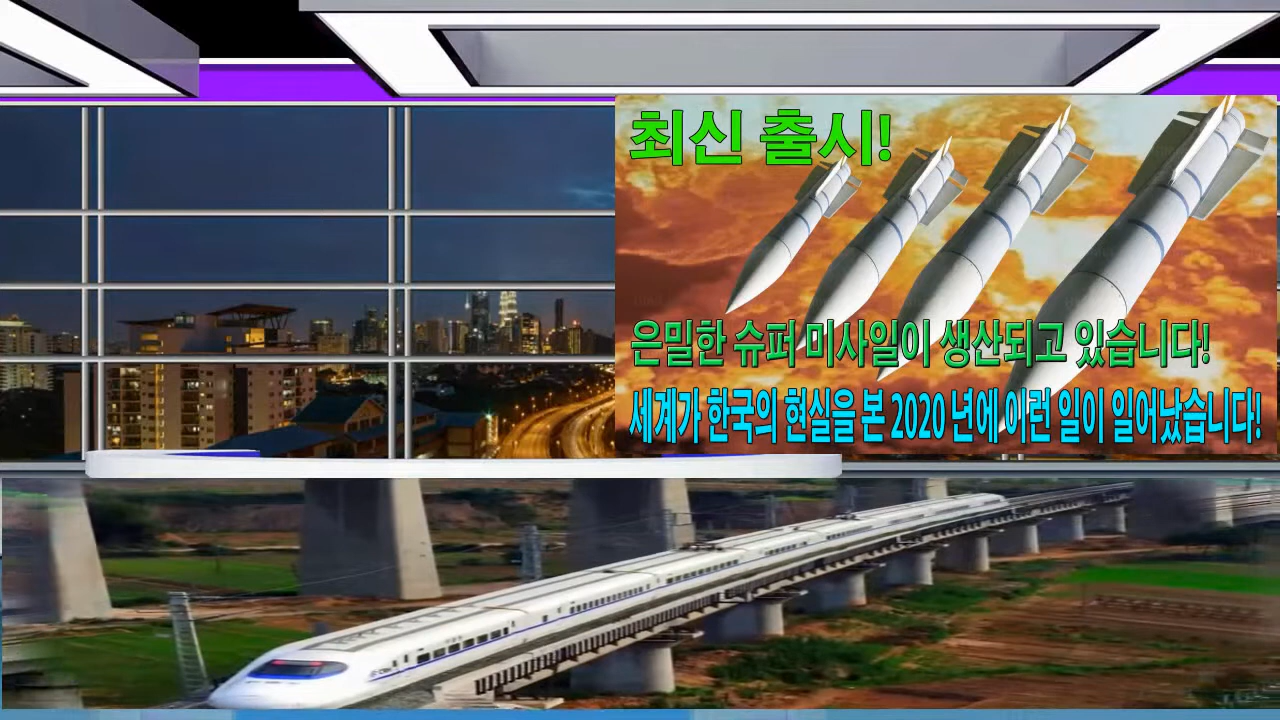 최신 출시!
은밀한 슈퍼 미사일이 생산되고 있습니다!
세계가 한국의 현실을 본 2020 년에 이런 일이 일어났습니다!